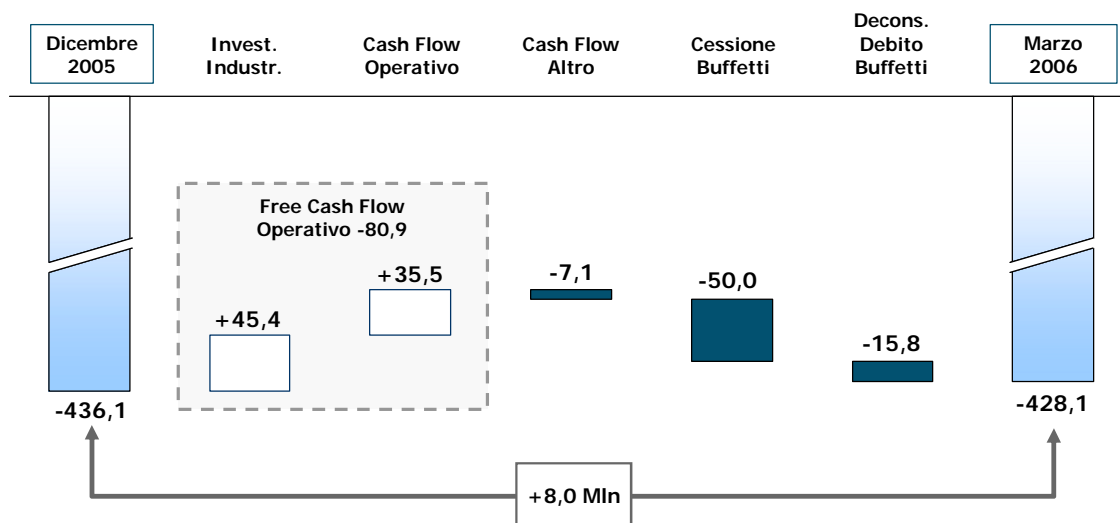 Dicembre
2005
Invest.
Industr.
Cash Flow
Operativo
Cash Flow
Altro
Cessione
Buffetti
Decons.
Debito
Buffetti
Marzo
2006
Free Cash Flow
Operativo -80,9
+45,4
+35,5
-7,1
-50,0
-15,8
-436,1
-428,1
+8,0 Mln